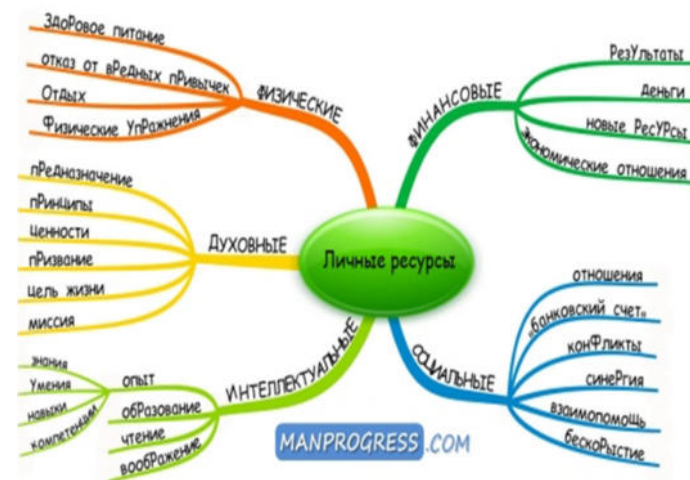 Личные ресурсы
ФИЗИЧЕСКИЕ
ЗдоРовое питание
отказ от вРедных пРивычек
Отдых
Физические УпРажнения
ФИНАНСОВЫЕ
РезУльтаты
деньги
новые РесУРсы
экономические отношения
ДУХОВНЫЕ
пРедназначение
пРинципы
ценности
пРизвание
цель жизни
миссия
СОЦИАЛЬНЫЕ
отношения
«банковский счет»
конФликты
синеРгия
взаимопомощь
бескоРыстие
ИНТЕЛЛЕКТУАЛЬНЫЕ
опыт
знания
Умения
навыки
компетенции
обРазование
чтение
вообРажение
MANPROGRESS.COM